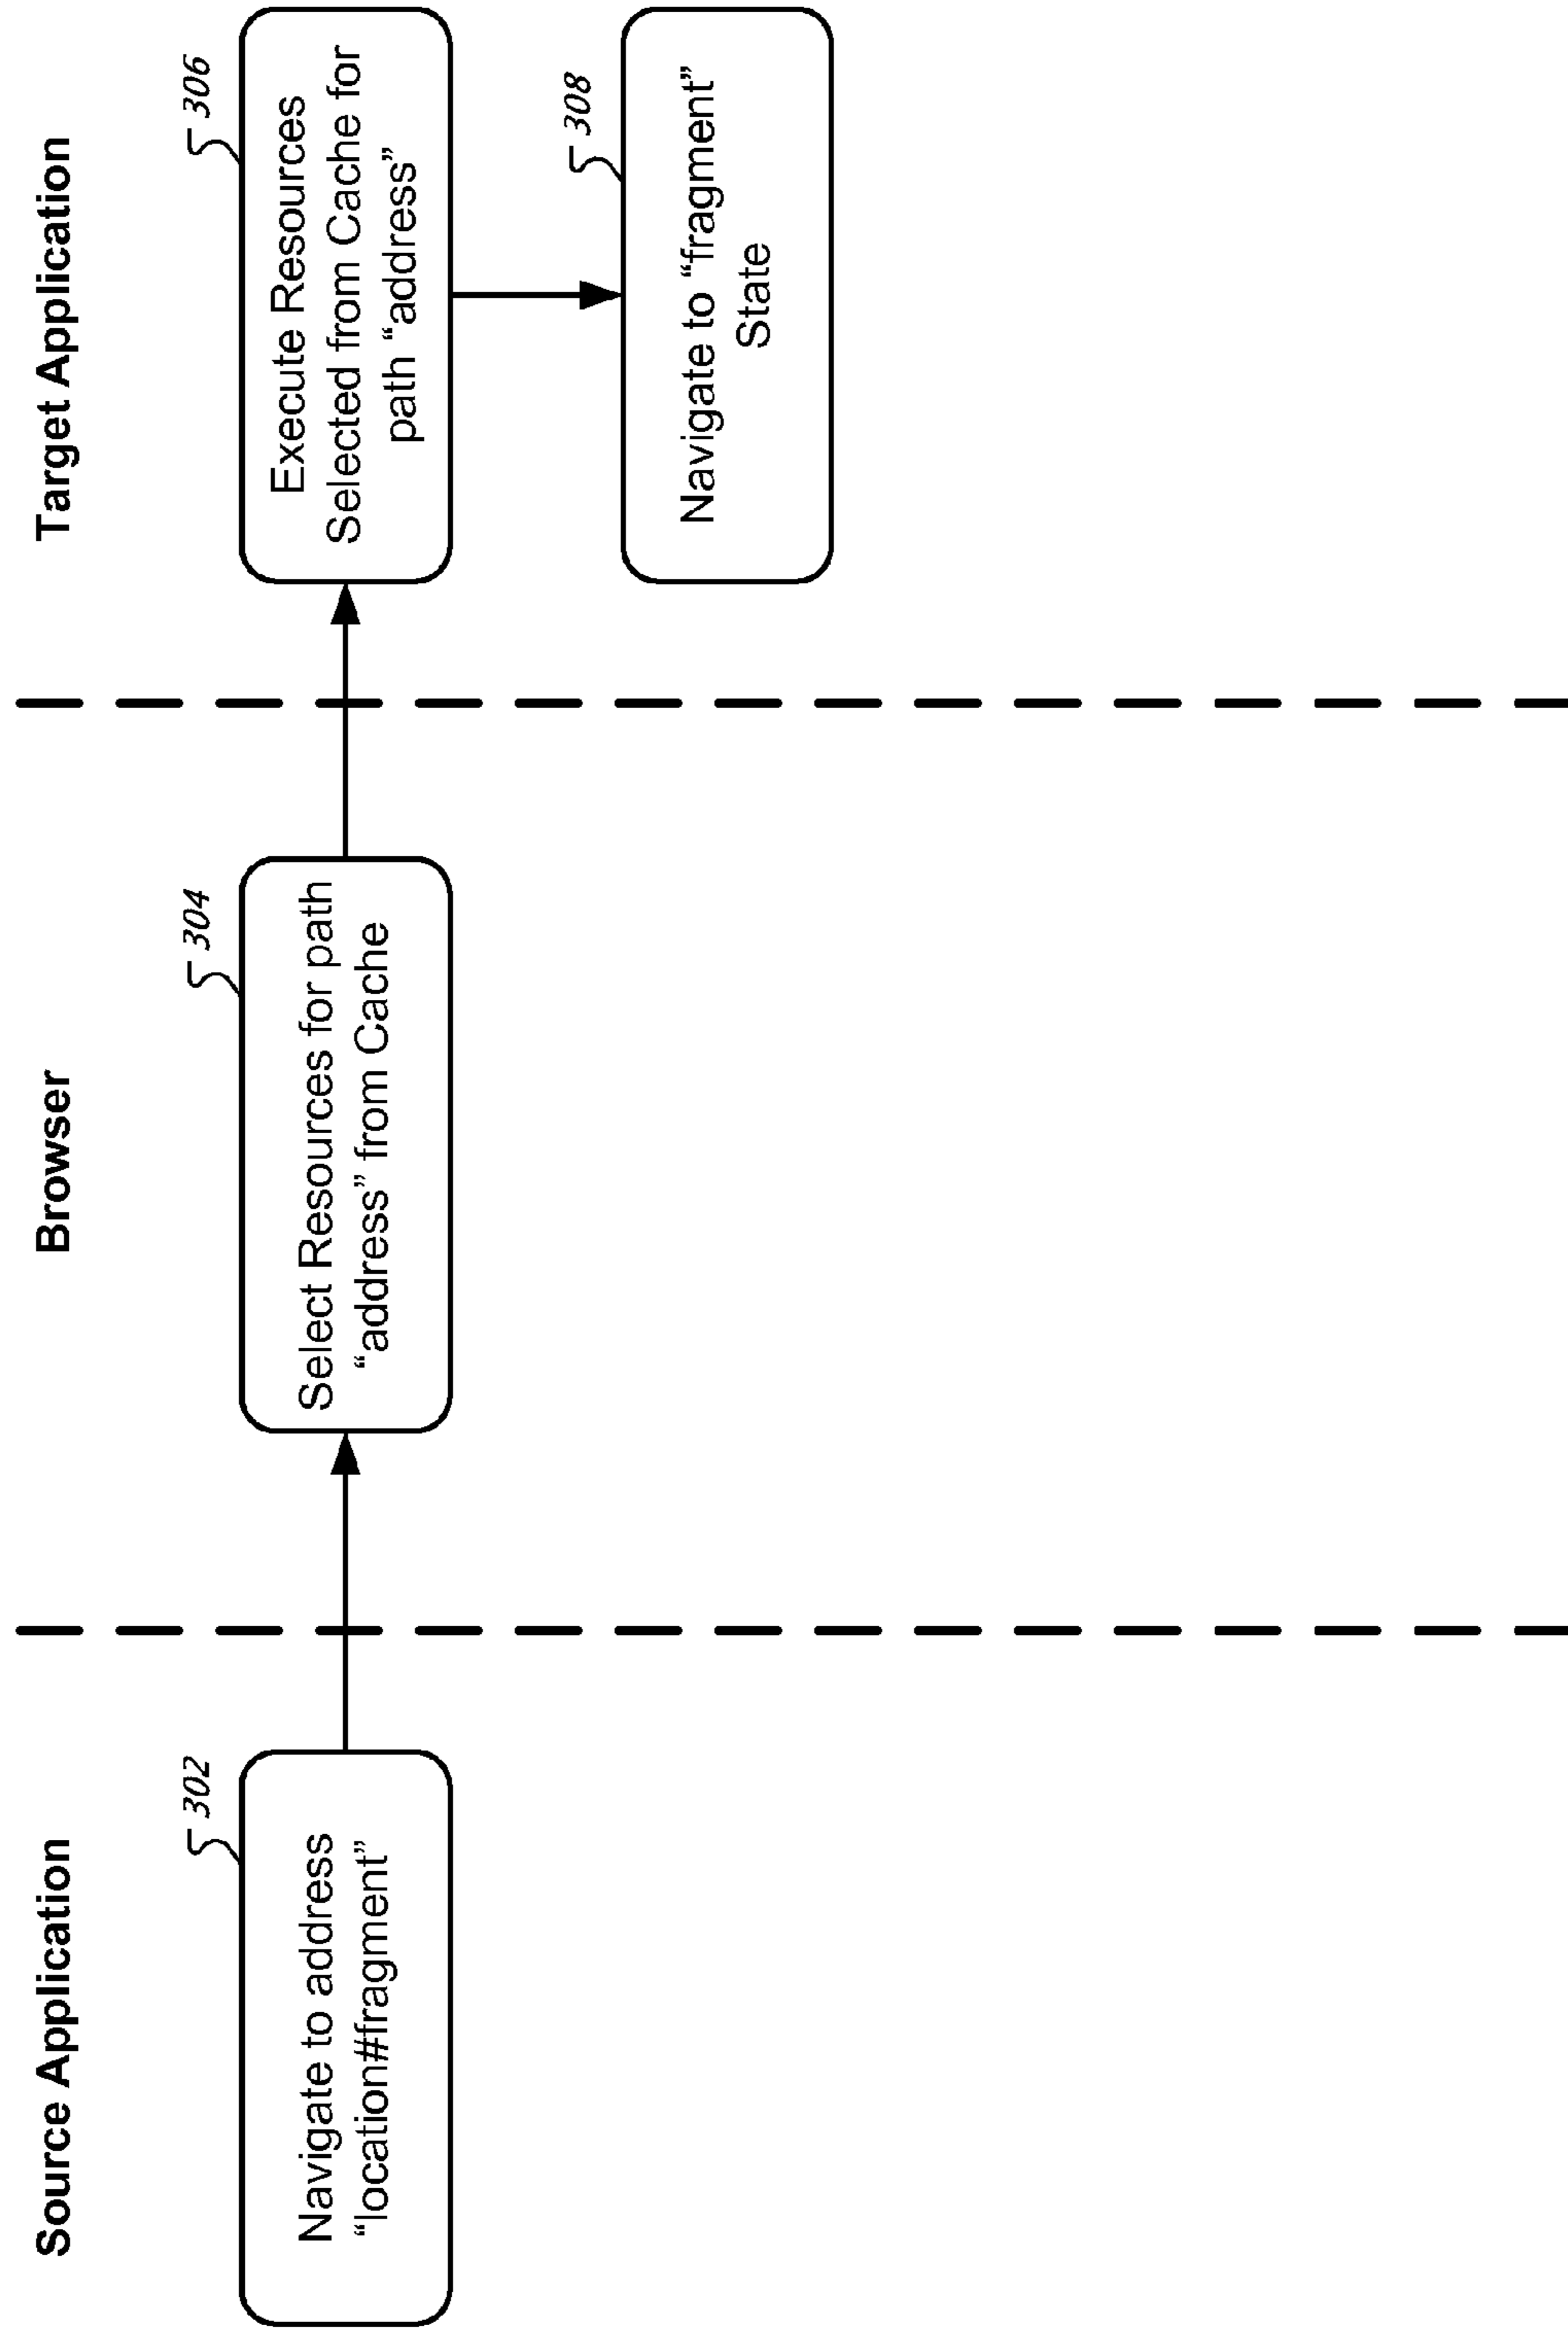 Source Application
Browser
Target Application
302
Navigate to address
“location#fragment”
304
Select Resources for path
“address” from Cache
306
Execute Resources
Selected from Cache for
path “address”
308
Navigate to “fragment”
State